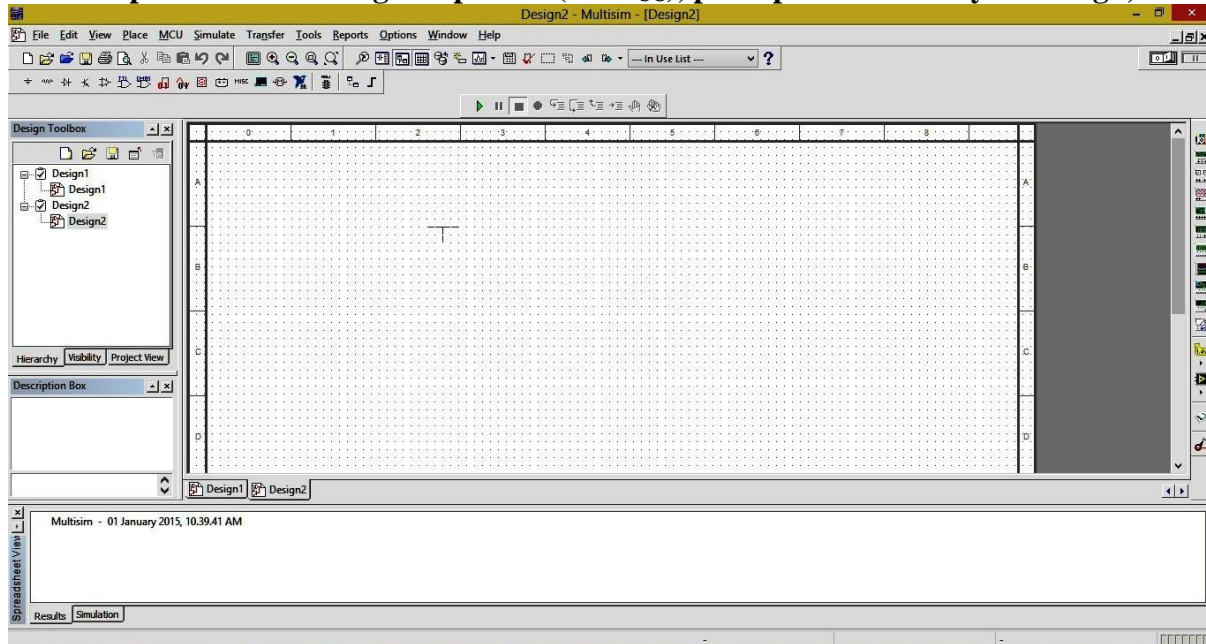 Design2 - Multisim - [Design2]
File Edit View Place MCU Simulate Transfer Tools Reports Options Window Help
--- In Use List ---
MISC
Design Toolbox
Design1
Design1
Design2
Design2
Hierarchy Visibility Project View
Description Box
0 1 2 3 4 5 6 7 8
A A
B B
C C
D D
Design1 Design2
Multisim - 01 January 2015, 10.39.41 AM
Spreadsheet View
Results Simulation